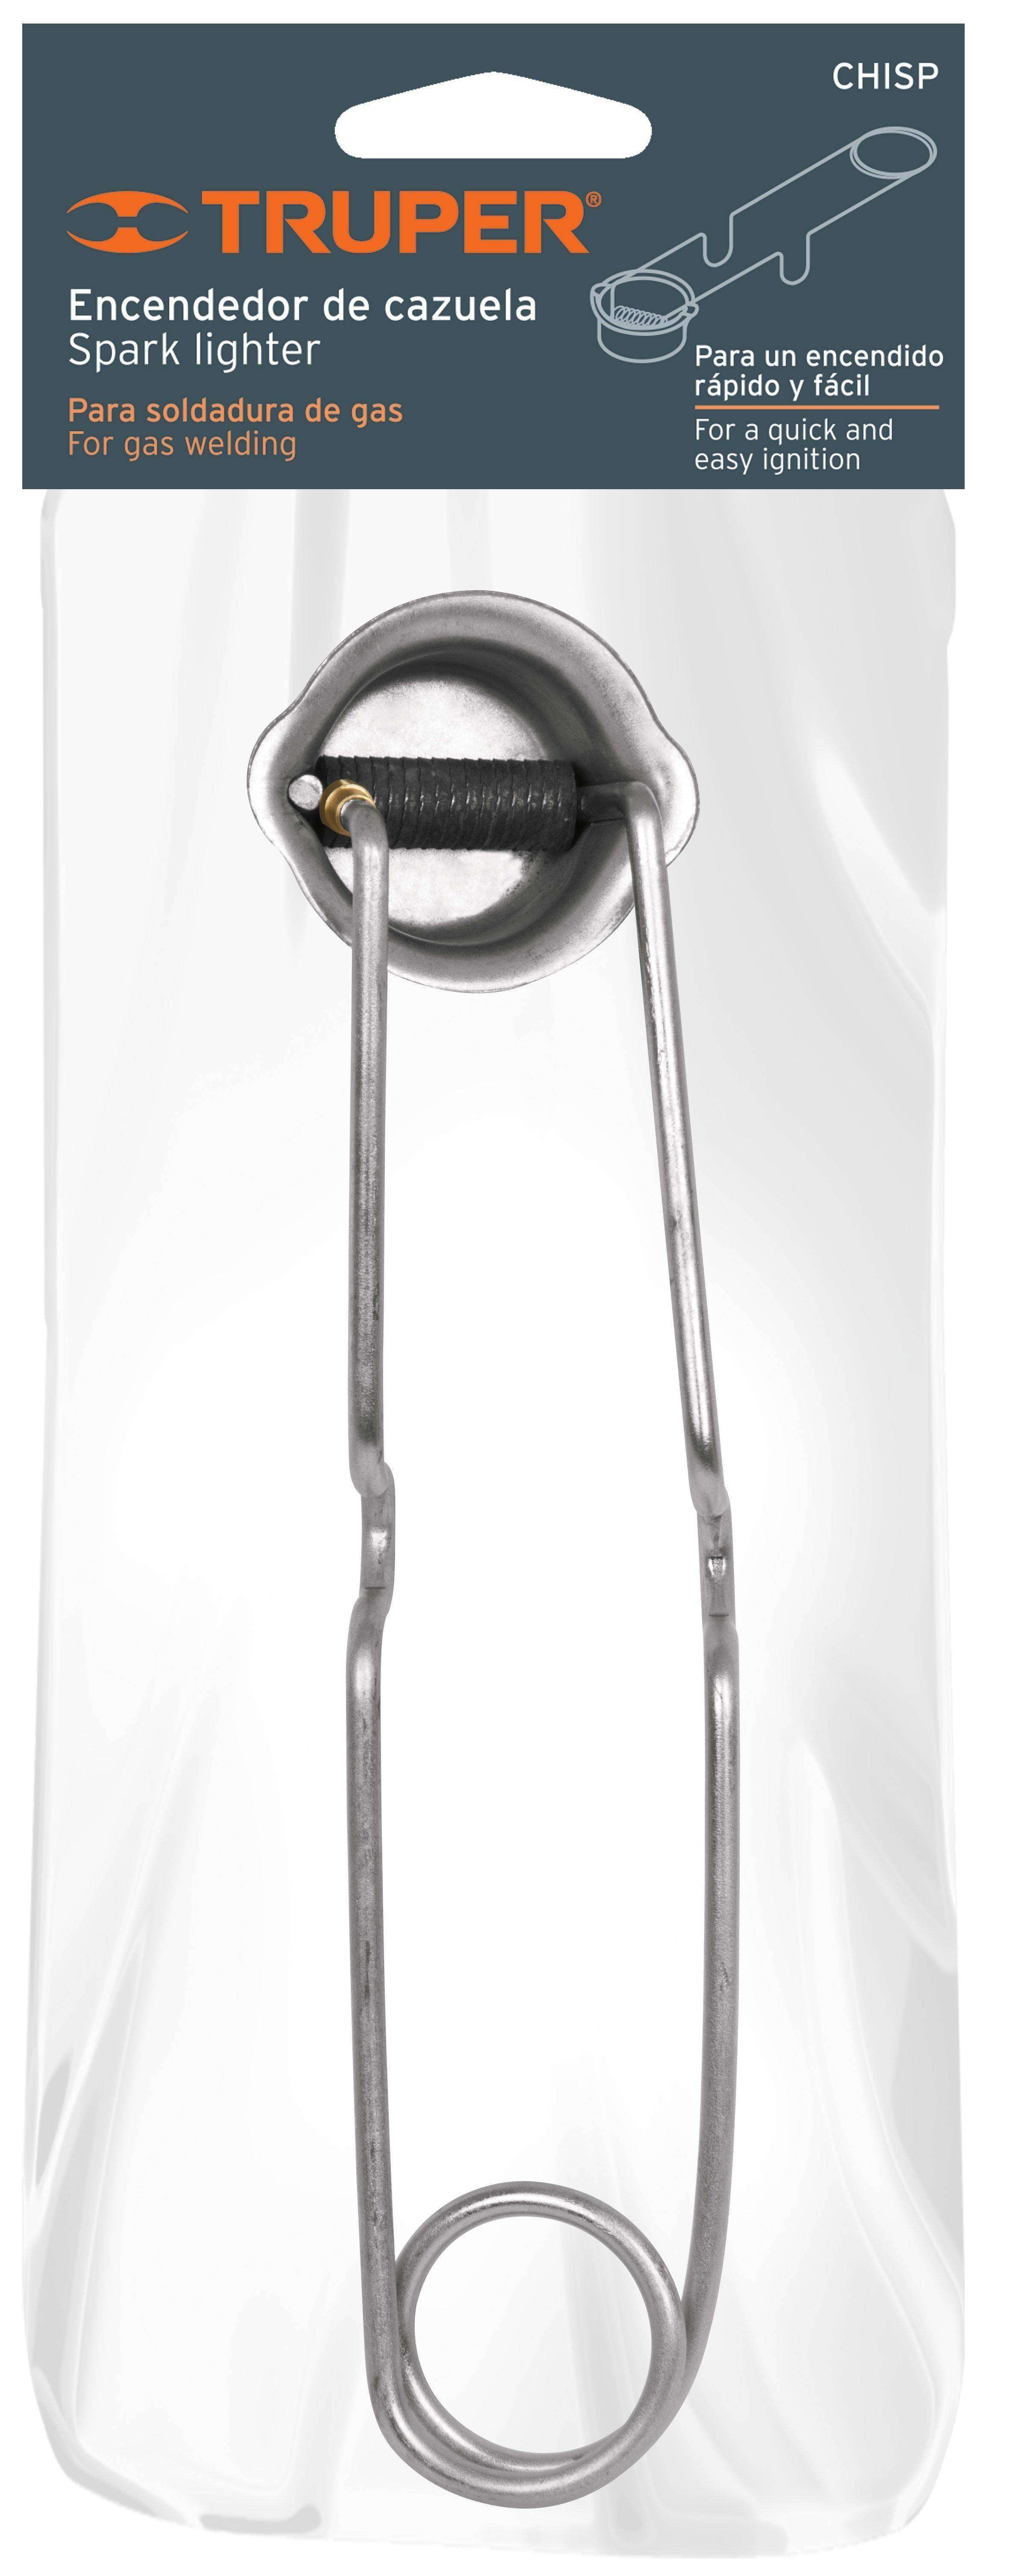 CHISP
TRUPER®
Encendedor de cazuela
Spark lighter
Para soldadura de gas
For gas welding
Para un encendido
rápido y fácil
For a quick and
easy ignition